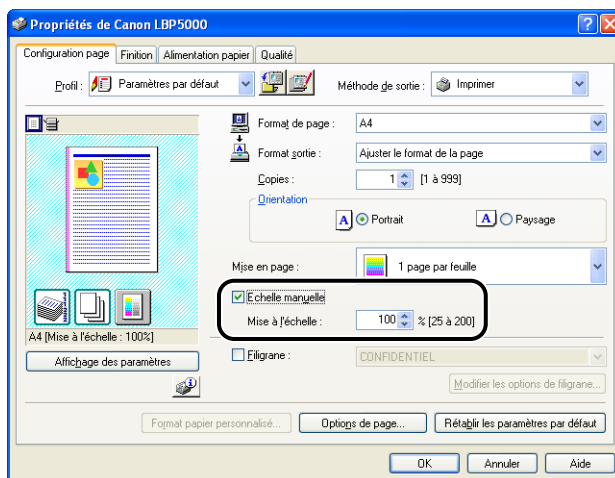 Propriétés de Canon LBP5000
Configuration page Finition Alimentation papier Qualité
Profil : Paramètres par défaut Méthode de sortie : Imprimer
Format de page : A4
Format sortie : Ajuster le format de la page
Copies : 1 [1 à 999]
Orientation
A Portrait A Paysage
Mise en page : 1 page par feuille
Echelle manuelle
Mise à l'échelle : 100 % [25 à 200]
A4 [Mise à l'échelle : 100%]
Affichage des paramètres
Filigrane : CONFIDENTIEL
Modifier les options de filigrane...
Format papier personnalisé... Options de page... Rétablir les paramètres par défaut
OK Annuler Aide